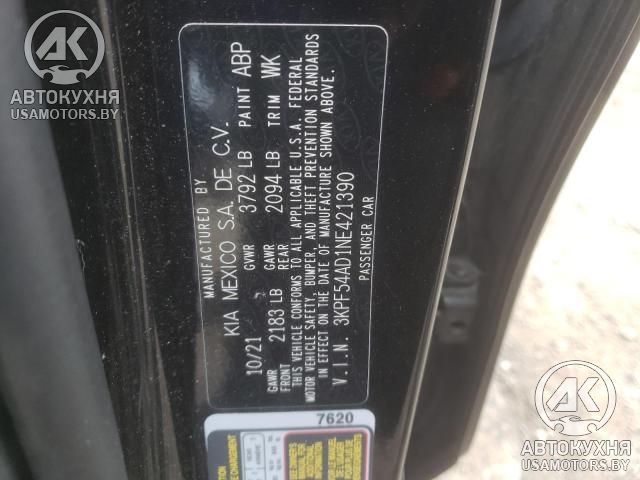 AK
АВТОКУХНЯ
USAMOTORS.BY
MANUFACTURED BY
KIA MEXICO S.A. DE C.V.
10/21 GVWR 3792 LB PAINT ABP
GAWR FRONT 2183 LB GAWR REAR 2094 LB TRIM WK
THIS VEHICLE CONFORMS TO ALL APPLICABLE U.S.A. FEDERAL
MOTOR VEHICLE SAFETY, BUMPER, AND THEFT PREVENTION STANDARDS
IN EFFECT ON THE DATE OF MANUFACTURE SHOWN ABOVE.
V.I.N. 3KPF54AD1NE421390
PASSENGER CAR
7620
AK
АВТОКУХНЯ
USAMOTORS.BY